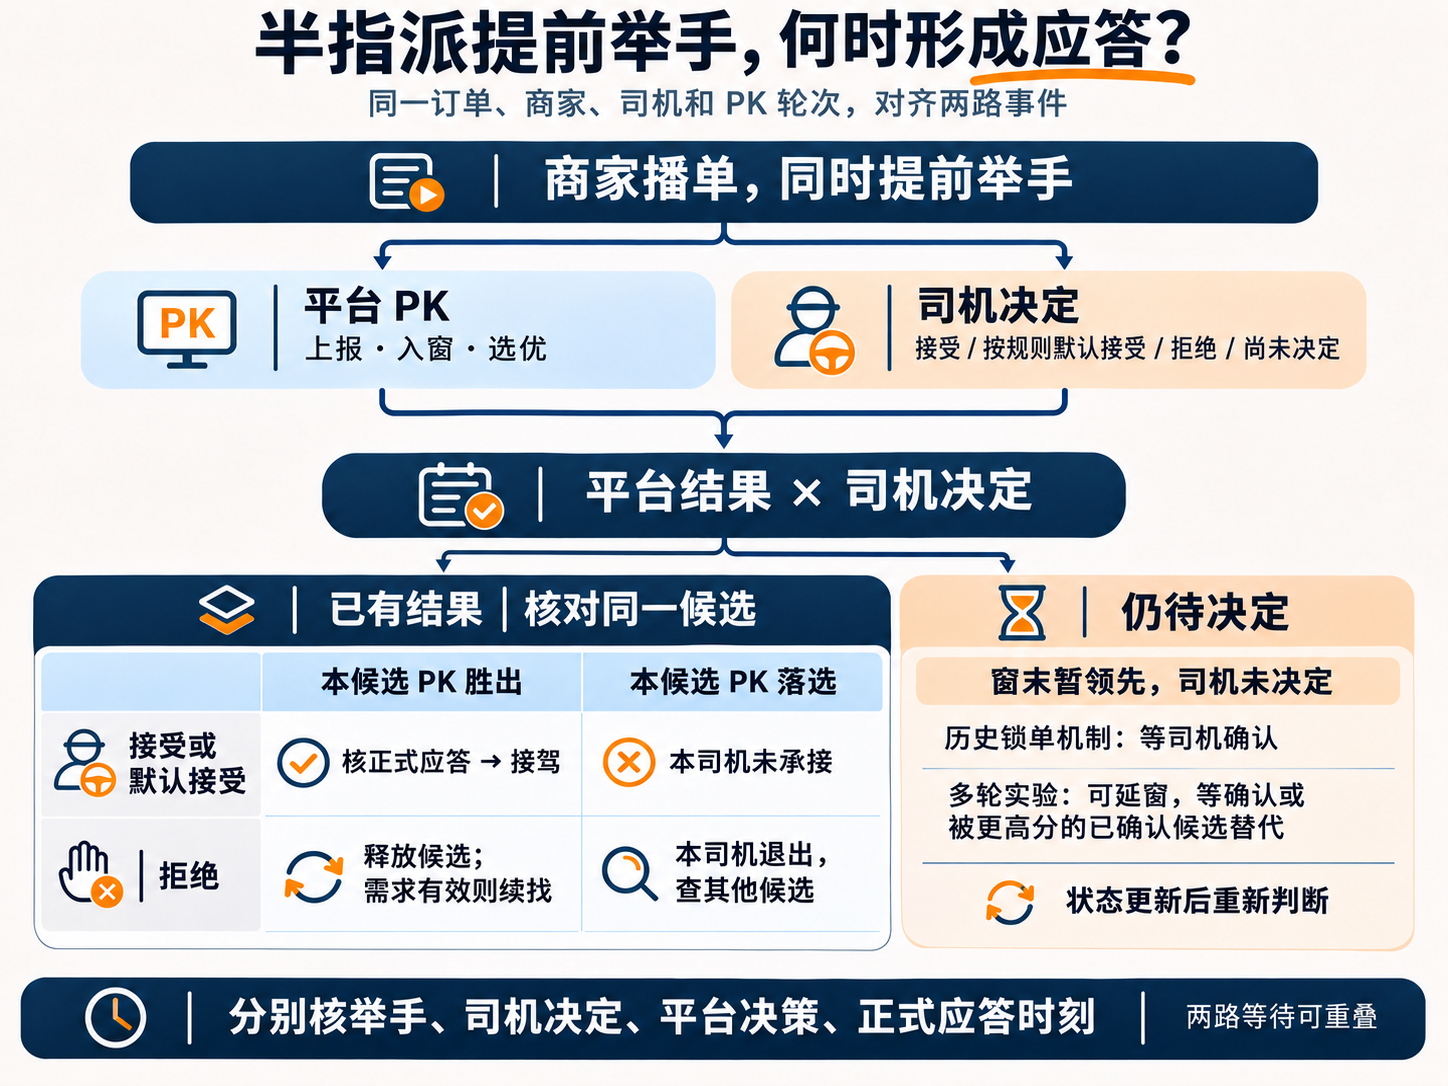 半指派提前举手，何时形成应答？
同一订单、商家、司机和 PK 轮次，对齐两路事件
商家播单，同时提前举手
PK
平台 PK
上报 · 入窗 · 选优
司机决定
接受 / 按规则默认接受 / 拒绝 / 尚未决定
平台结果 × 司机决定
已有结果｜核对同一候选
本候选 PK 胜出
本候选 PK 落选
接受或
默认接受
核正式应答 → 接驾
本司机未承接
拒绝
释放候选；
需求有效则续找
本司机退出，
查其他候选
仍待决定
窗末暂领先，司机未决定
历史锁单机制：等司机确认
多轮实验：可延窗，等确认或
被更高分的已确认候选替代
状态更新后重新判断
分别核举手、司机决定、平台决策、正式应答时刻
两路等待可重叠